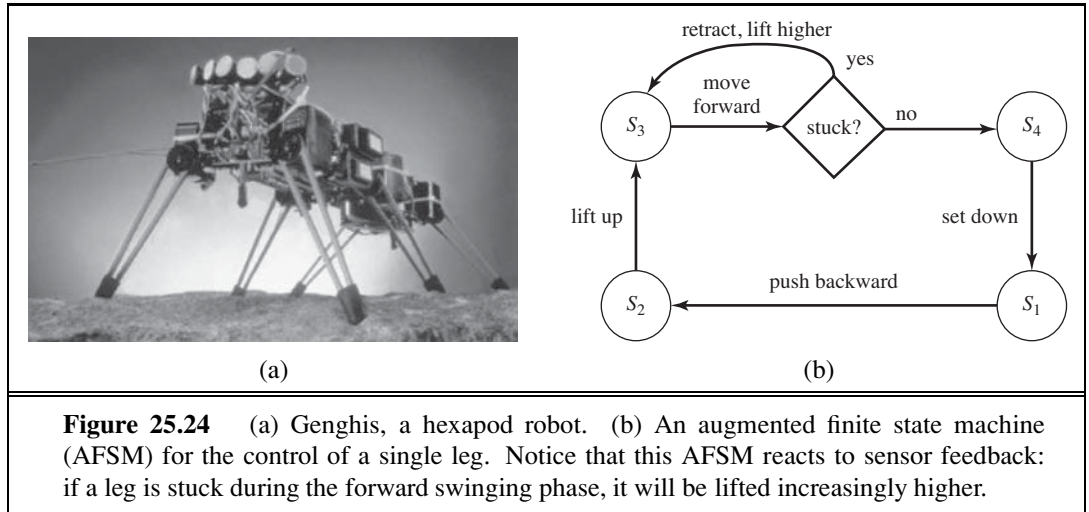 retract, lift higher
yes
move
forward
S3
stuck?
no
S4
lift up
set down
push backward
S2
S1
(a)
(b)
Figure 25.24 (a) Genghis, a hexapod robot. (b) An augmented finite state machine
(AFSM) for the control of a single leg. Notice that this AFSM reacts to sensor feedback:
if a leg is stuck during the forward swinging phase, it will be lifted increasingly higher.